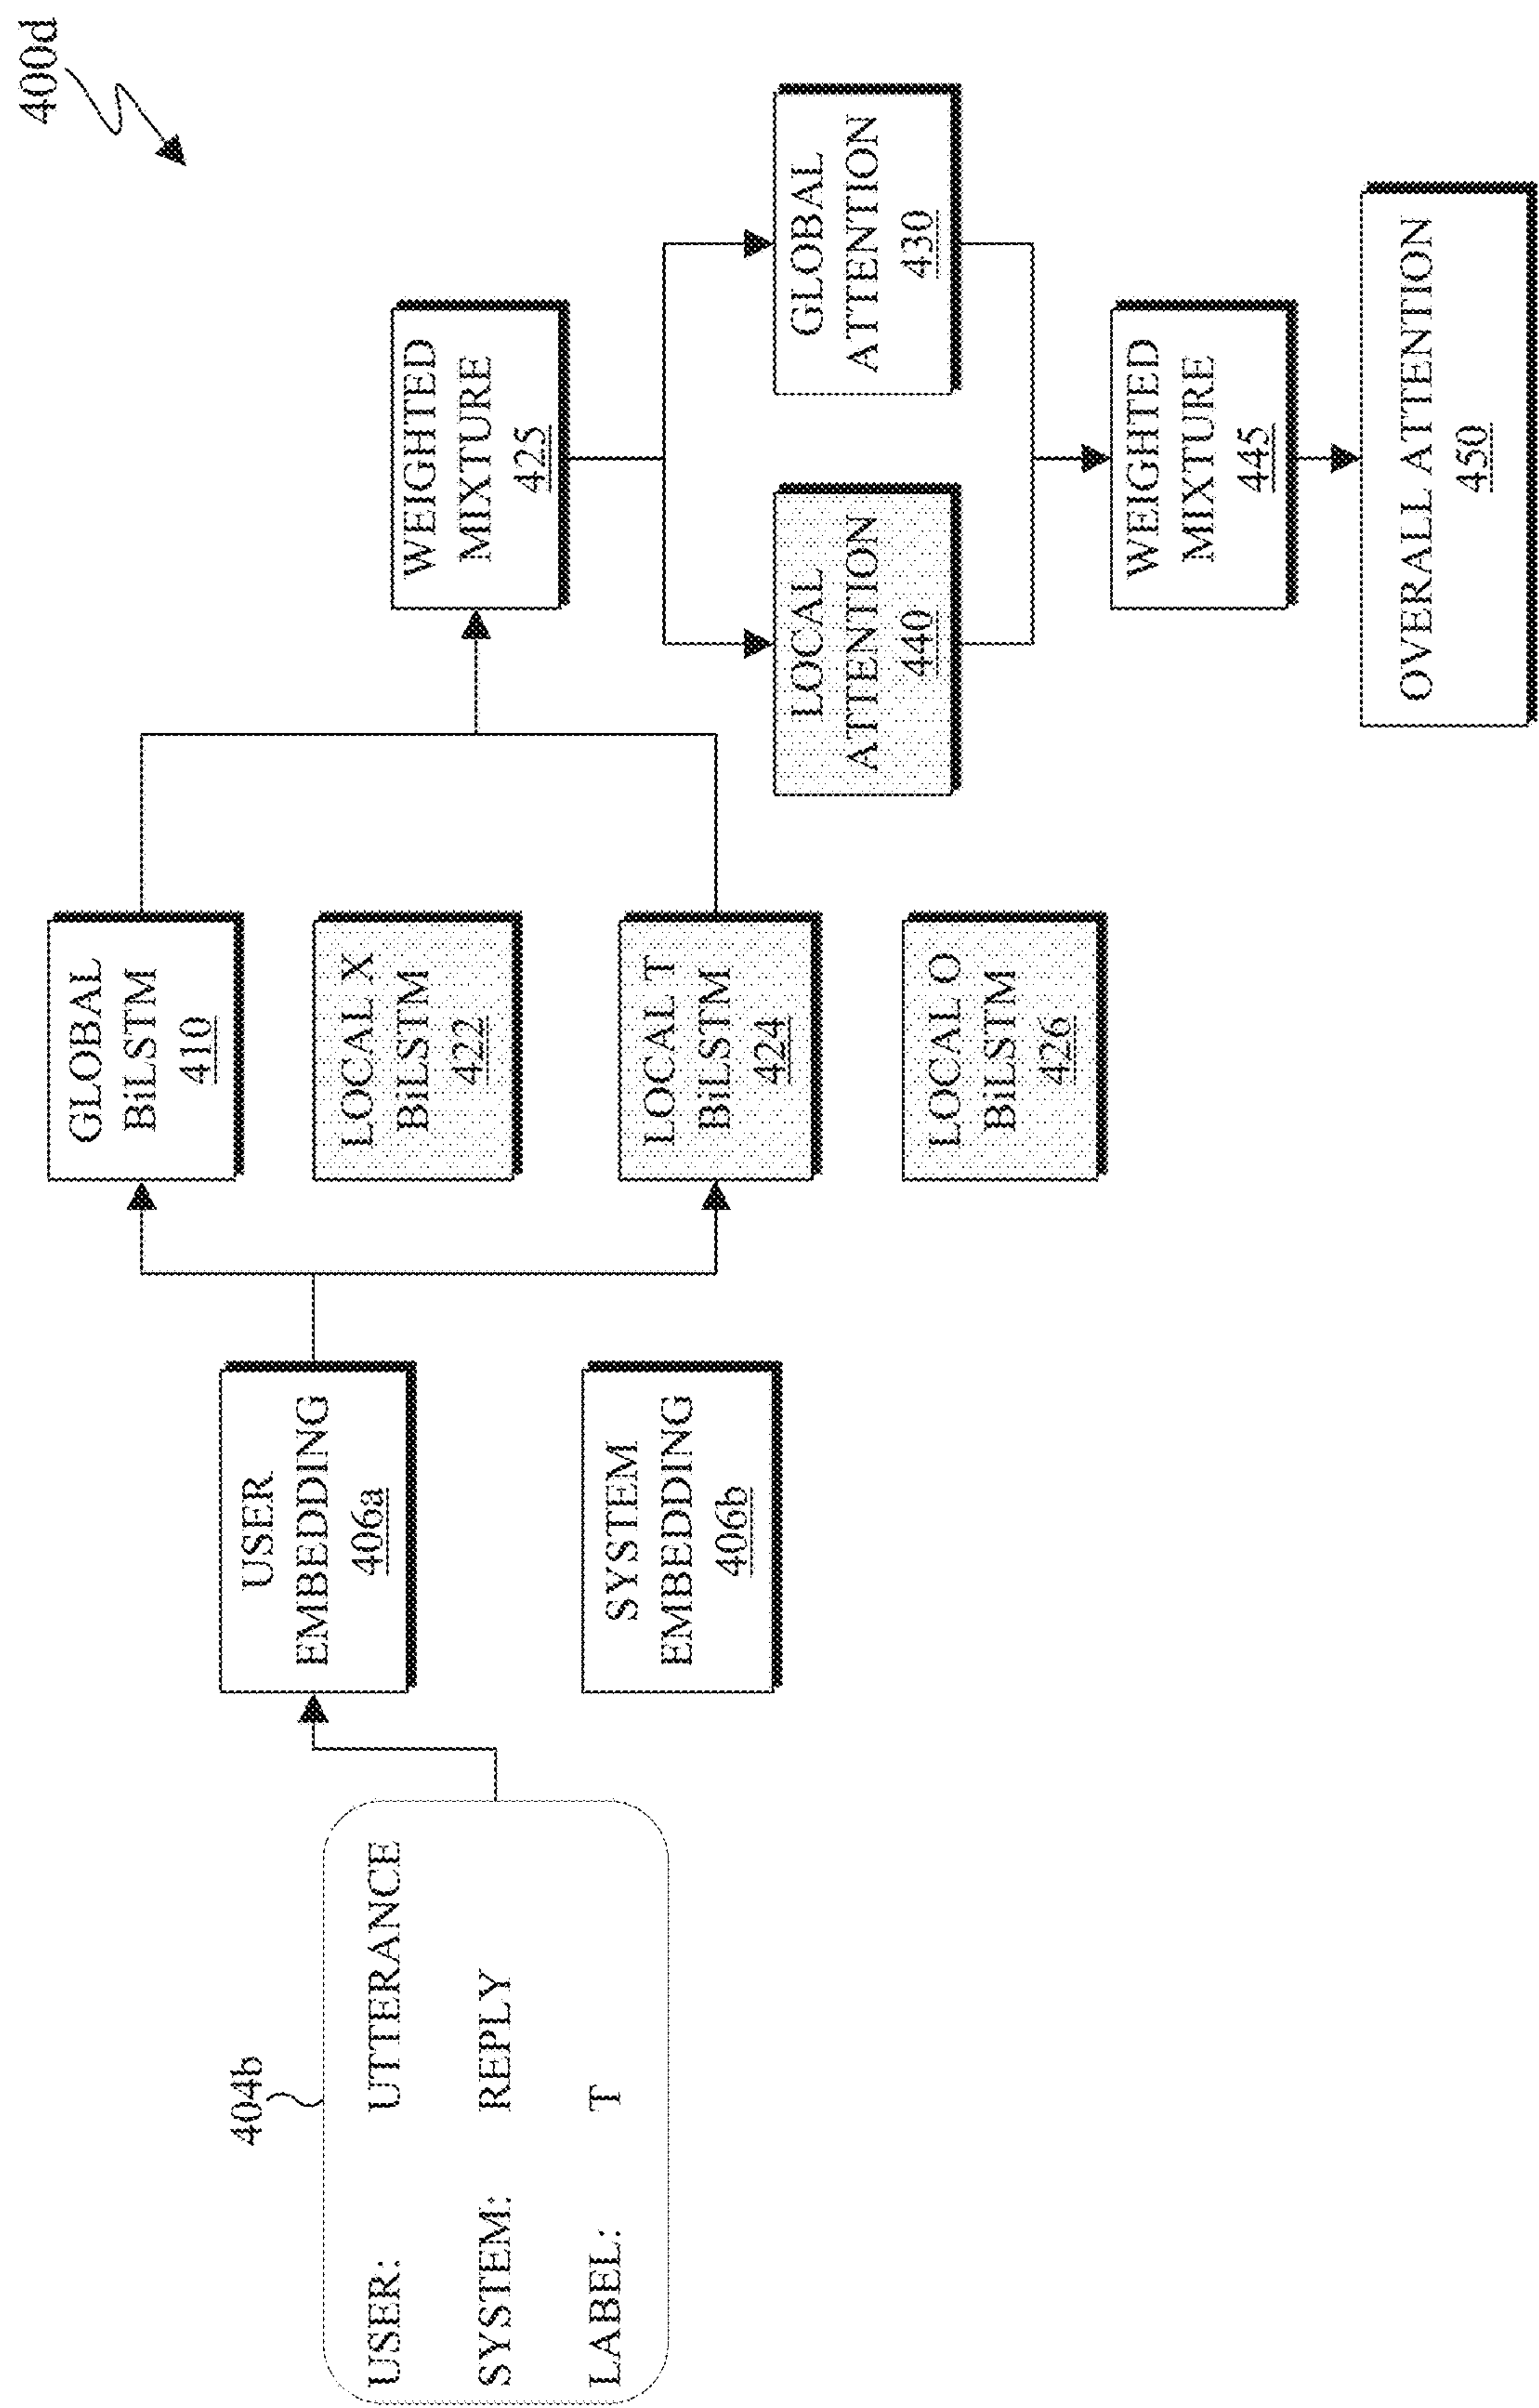 400d
404b
USER: UTTERANCE
SYSTEM: REPLY
LABEL: T
USER
EMBEDDING
406a
SYSTEM
EMBEDDING
406b
GLOBAL
BiLSTM
410
LOCAL X
BiLSTM
422
LOCAL T
BiLSTM
424
LOCAL O
BiLSTM
426
WEIGHTED
MIXTURE
425
LOCAL
ATTENTION
440
GLOBAL
ATTENTION
430
WEIGHTED
MIXTURE
445
OVERALL ATTENTION
450